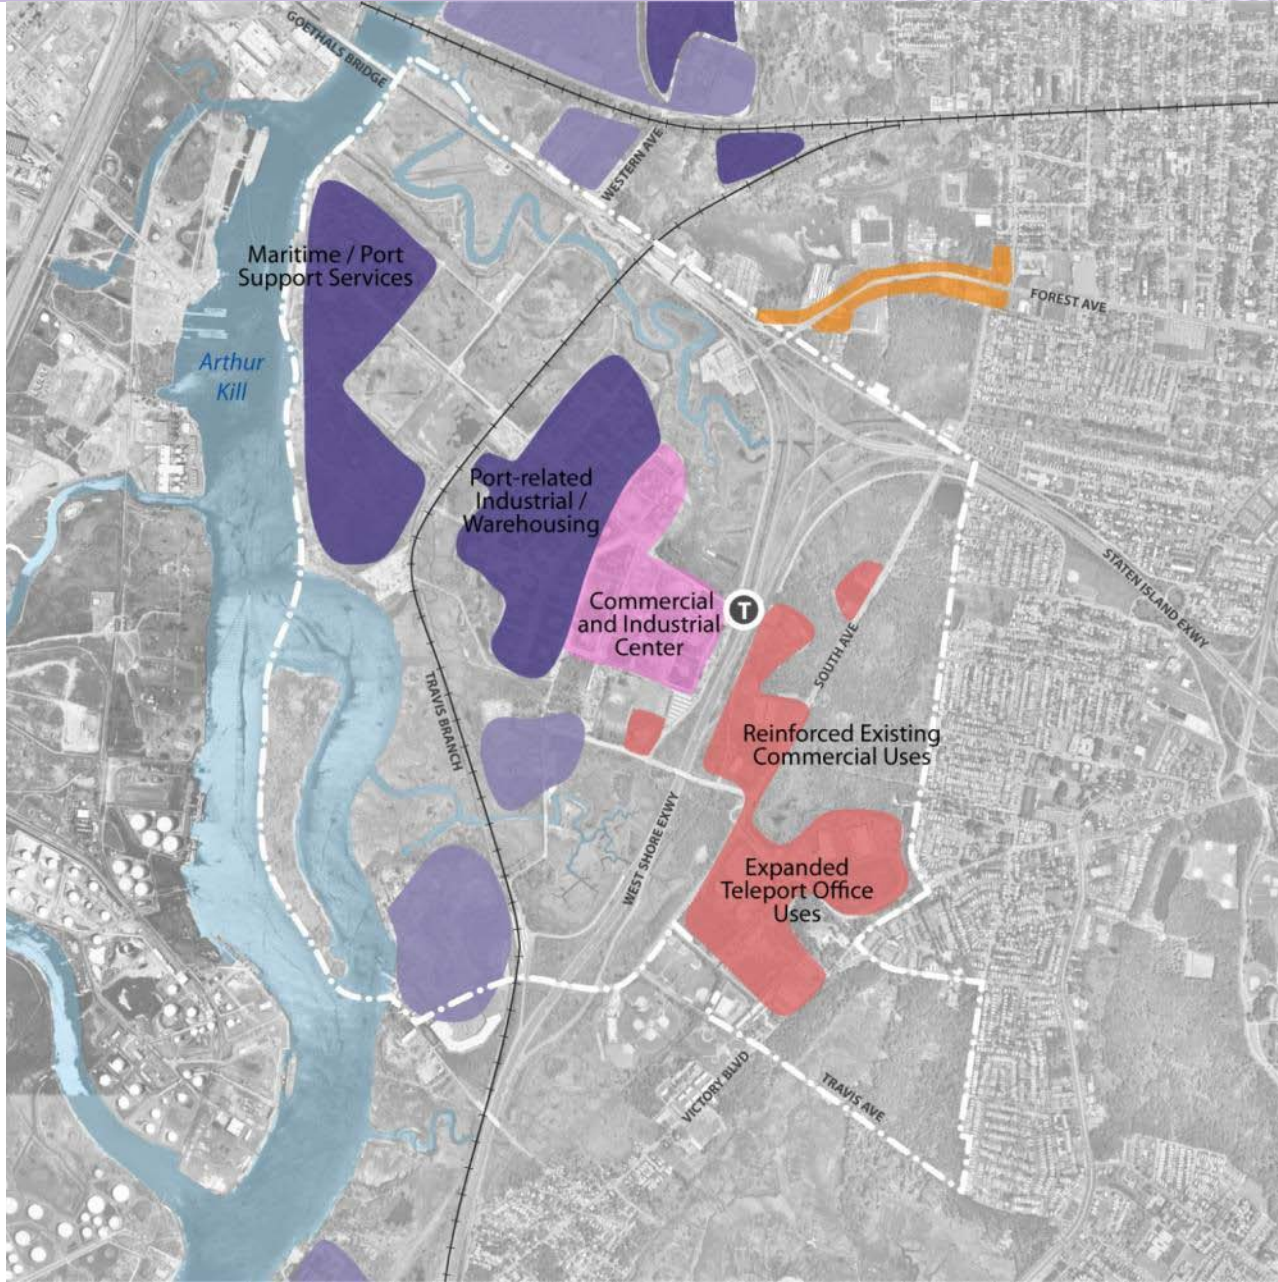 GOETHALS BRIDGE
WESTERN AVE
Maritime / Port
Support Services
FOREST AVE
Arthur
Kill
Port-related
Industrial /
Warehousing
STATEN ISLAND EXWY
Commercial
and Industrial
Center
T
SOUTH AVE
TRAVIS BRANCH
Reinforced Existing
Commercial Uses
WEST SHORE EXWY
Expanded
Teleport Office
Uses
VICTORY BLVD
TRAVIS AVE